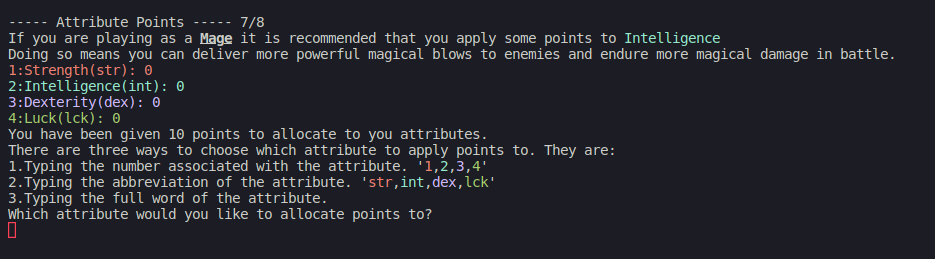 ----- Attribute Points ----- 7/8
If you are playing as a Mage it is recommended that you apply some points to Intelligence
Doing so means you can deliver more powerful magical blows to enemies and endure more magical damage in battle.
1:Strength(str): 0
2:Intelligence(int): 0
3:Dexterity(dex): 0
4:Luck(lck): 0
You have been given 10 points to allocate to you attributes.
There are three ways to choose which attribute to apply points to. They are:
1.Typing the number associated with the attribute. '1,2,3,4'
2.Typing the abbreviation of the attribute. 'str,int,dex,lck'
3.Typing the full word of the attribute.
Which attribute would you like to allocate points to?